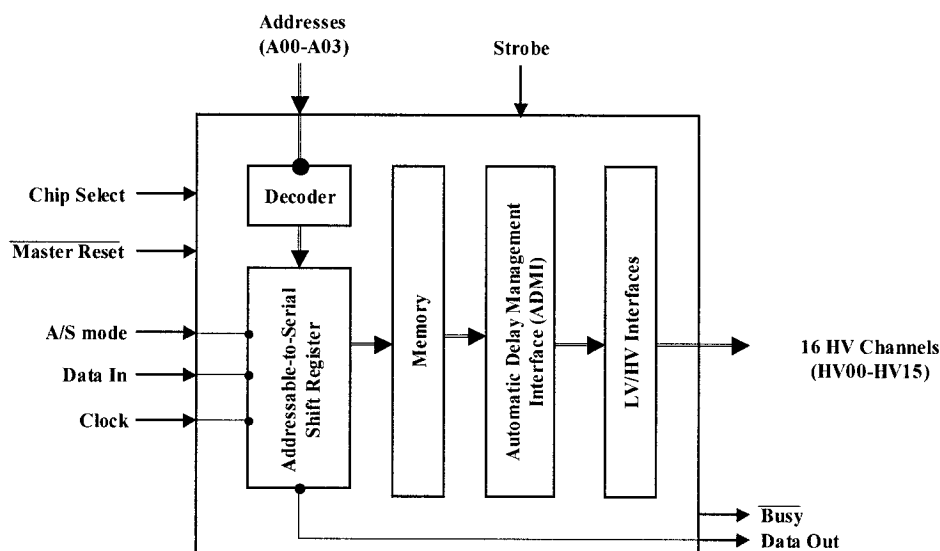 Addresses
(A00-A03)
Strobe
Chip Select
Decoder
Master Reset
A/S mode
Data In
Clock
Addressable-to-Serial
Shift Register
Memory
Automatic Delay Management
Interface (ADMI)
LV/HV Interfaces
16 HV Channels
(HV00-HV15)
Busy
Data Out